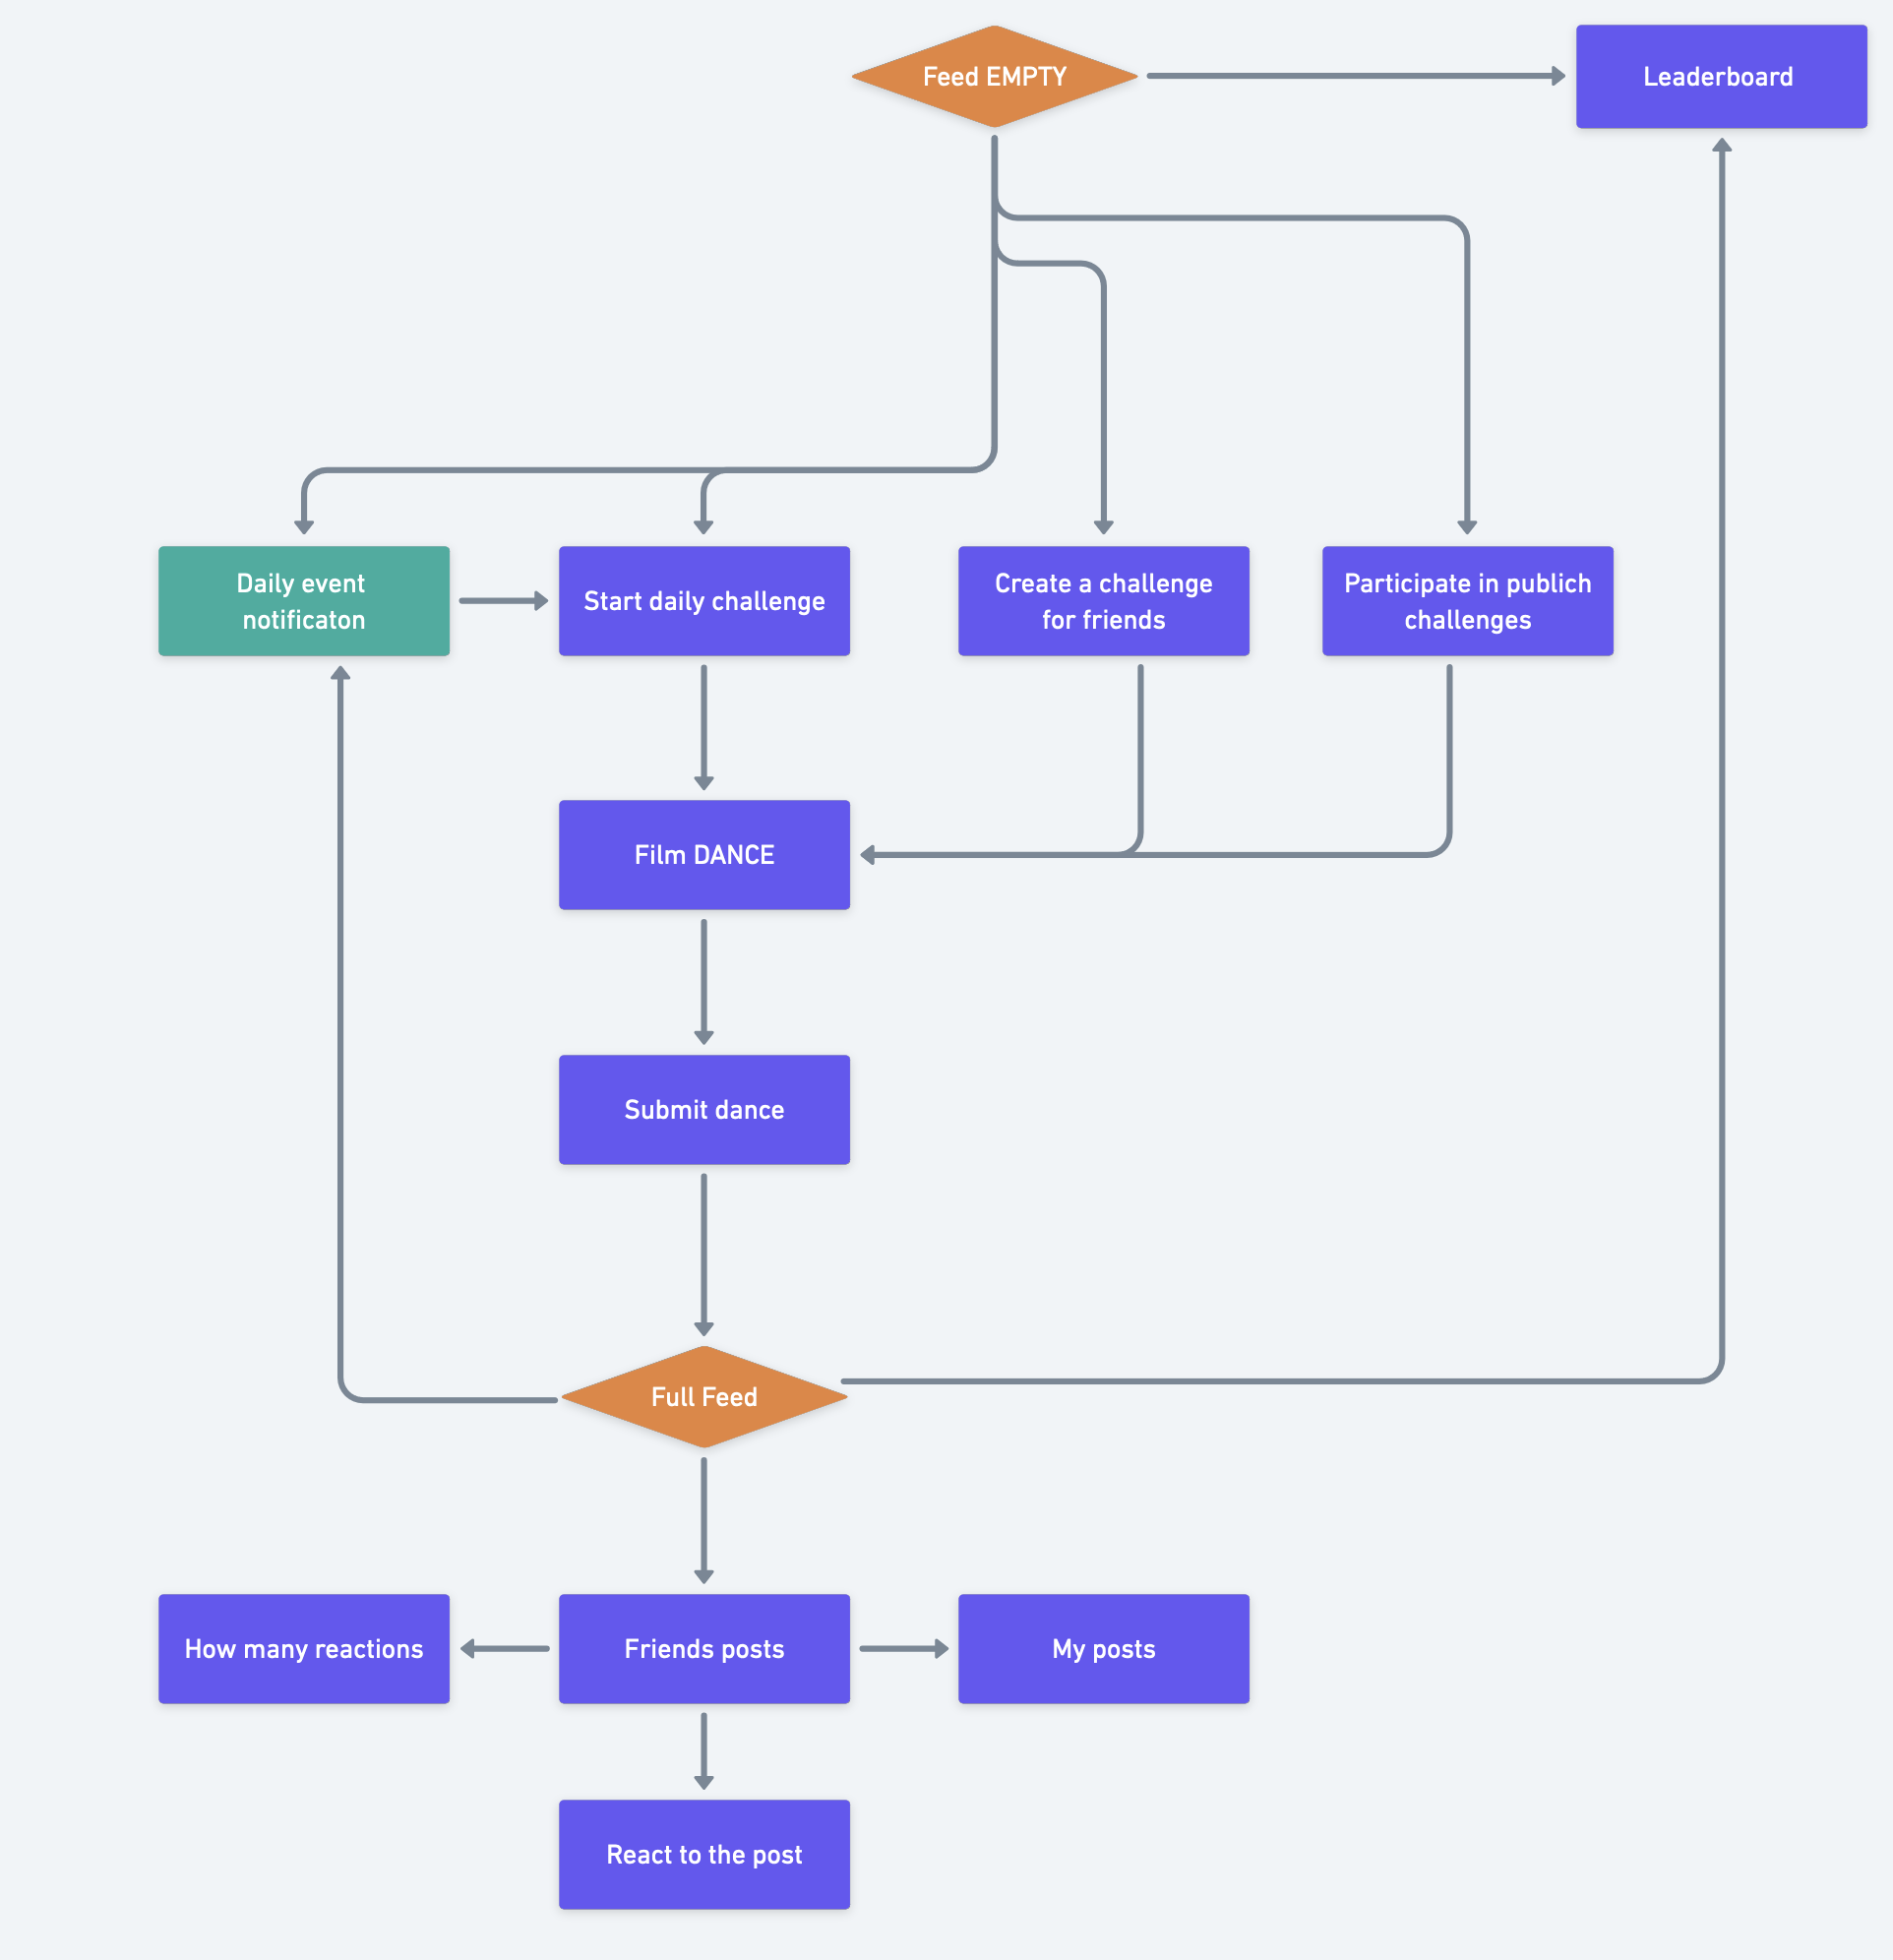 Feed EMPTY
Leaderboard
Daily event
notificaton
Start daily challenge
Create a challenge
for friends
Participate in publich
challenges
Film DANCE
Submit dance
Full Feed
How many reactions
Friends posts
My posts
React to the post